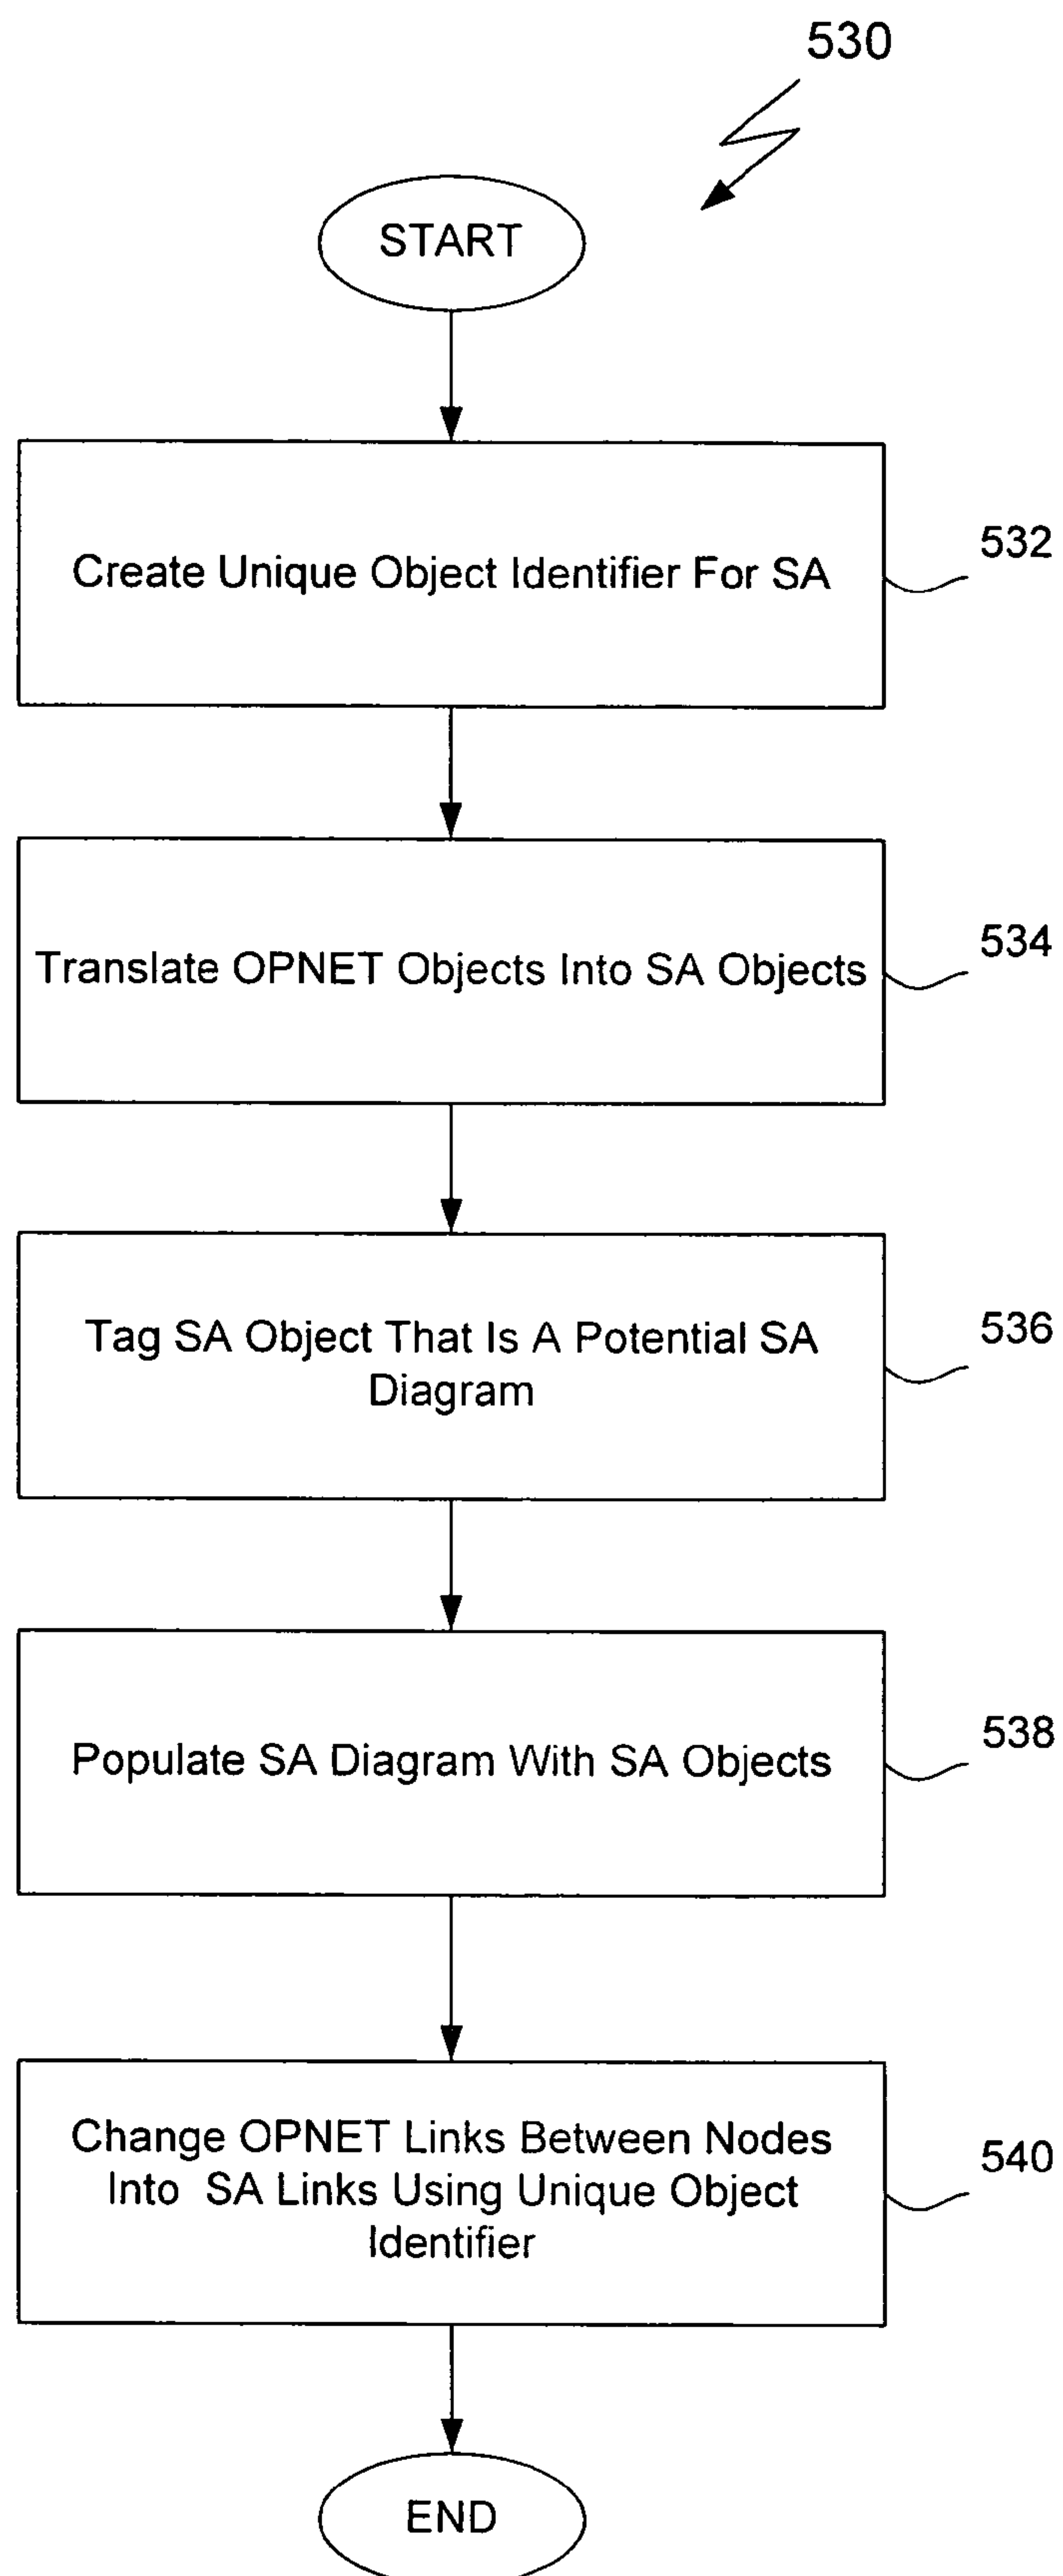 530
START
Create Unique Object Identifier For SA
532
Translate OPNET Objects Into SA Objects
534
Tag SA Object That Is A Potential SA
Diagram
536
Populate SA Diagram With SA Objects
538
Change OPNET Links Between Nodes
Into SA Links Using Unique Object
Identifier
540
END